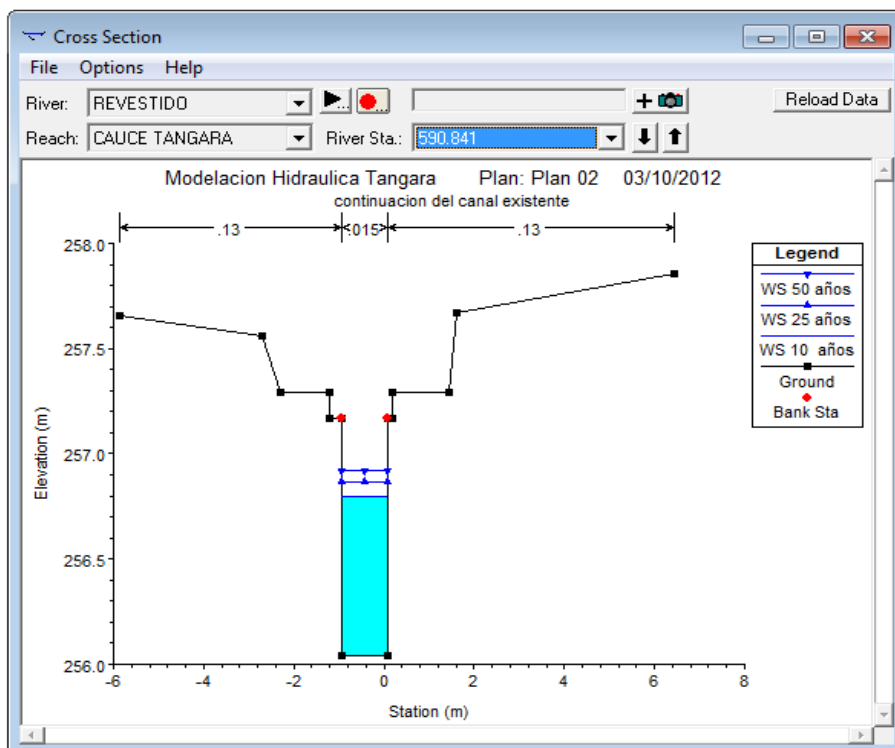 Cross Section
File Options Help
River: REVESTIDO Reload Data
Reach: CAUCE TANGARA River Sta.: 590.841
Modelacion Hidraulica Tangara Plan: Plan 02 03/10/2012
continuacion del canal existente
.13 .015 .13
258.0
257.5
257.0
256.5
256.0
Elevation (m)
-6 -4 -2 0 2 4 6 8
Station (m)
Legend
WS 50 años
WS 25 años
WS 10 años
Ground
Bank Sta